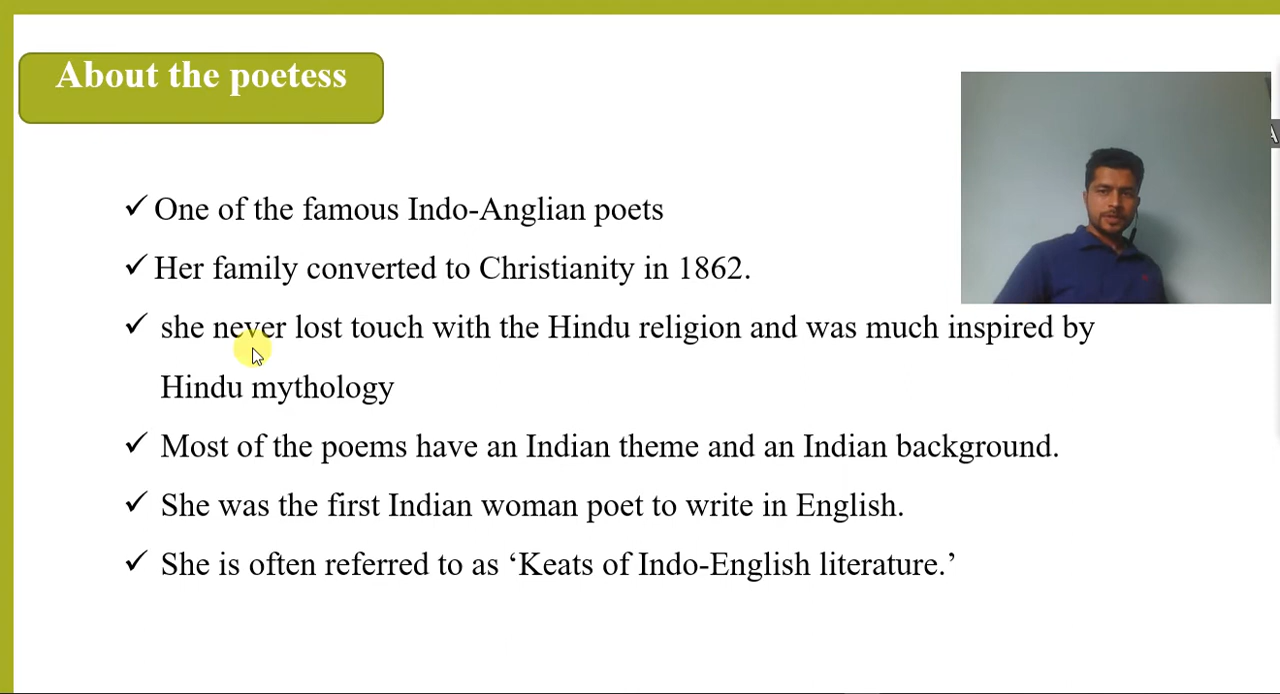 About the poetess
One of the famous Indo-Anglian poets
Her family converted to Christianity in 1862.
she never lost touch with the Hindu religion and was much inspired by
Hindu mythology
Most of the poems have an Indian theme and an Indian background.
She was the first Indian woman poet to write in English.
She is often referred to as ‘Keats of Indo-English literature.’